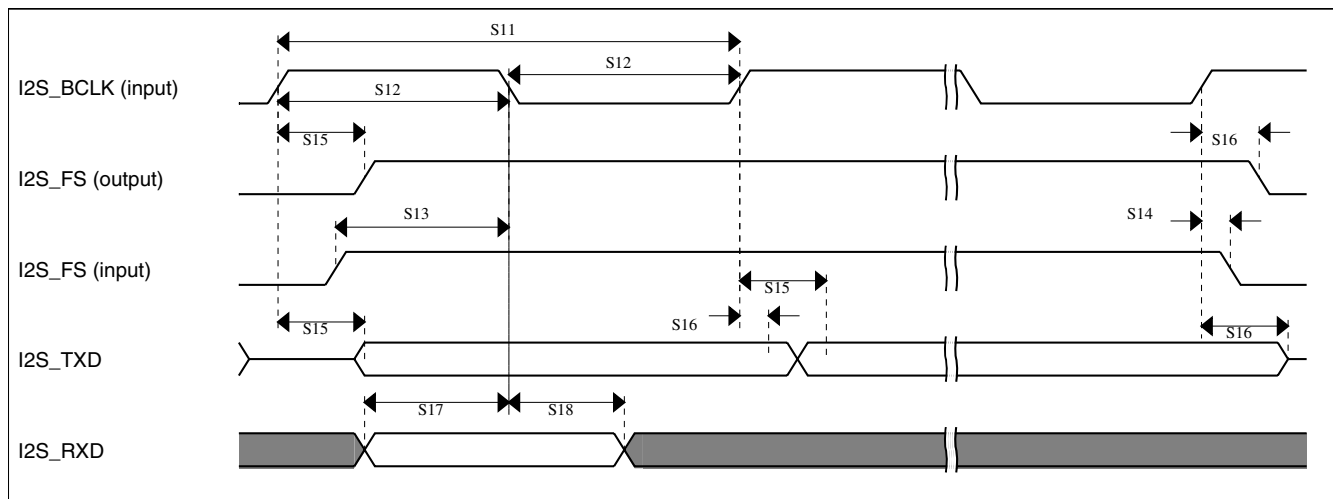 S11
I2S_BCLK (input)
S12
S12
S15
S16
I2S_FS (output)
S13
S14
I2S_FS (input)
S15
S16
S15
S16
I2S_TXD
S17
S18
I2S_RXD